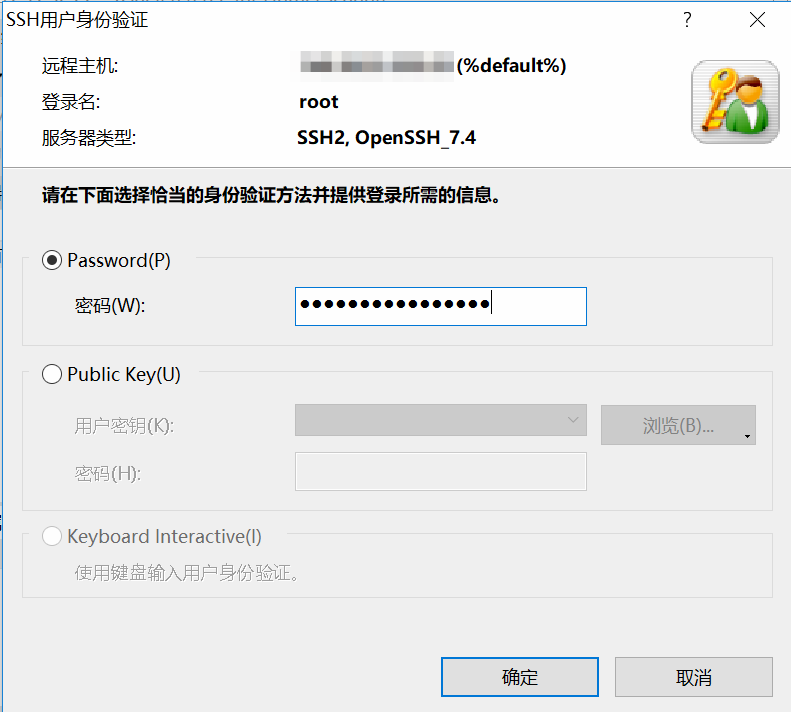 SSH用户身份验证
?
远程主机: (%default%)
登录名: root
服务器类型: SSH2, OpenSSH_7.4
请在下面选择恰当的身份验证方法并提供登录所需的信息。
Password(P)
密码(W): ●●●●●●●●●●●●●●●●
Public Key(U)
用户密钥(K): 浏览(B)...
密码(H):
Keyboard Interactive(I)
使用键盘输入用户身份验证。
确定 取消